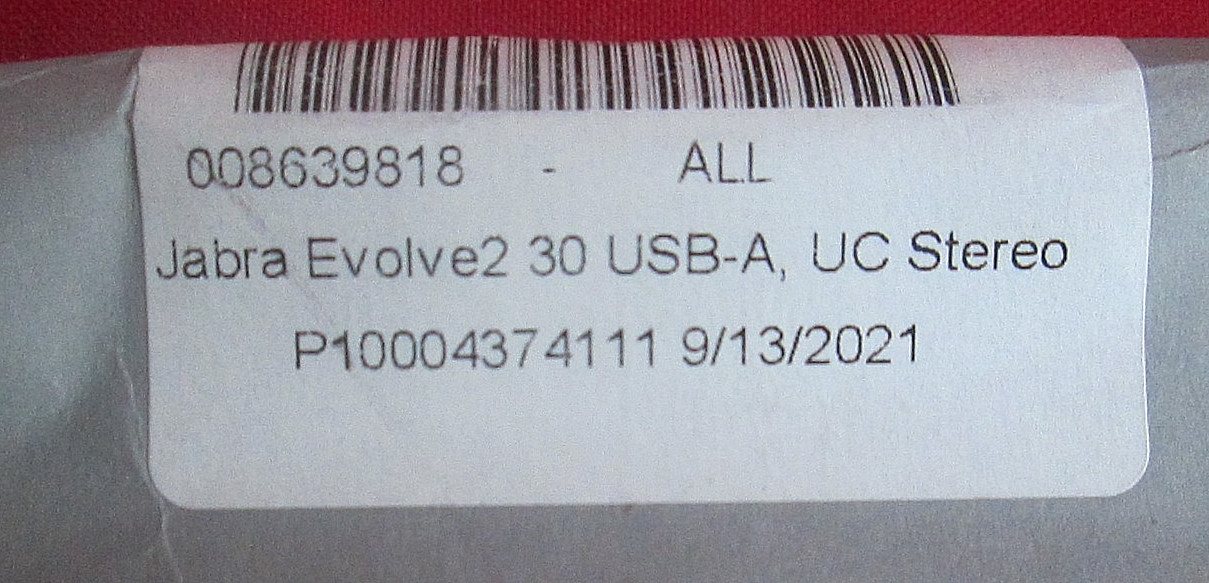 008639818 - ALL
Jabra Evolve2 30 USB-A, UC Stereo
P10004374111 9/13/2021